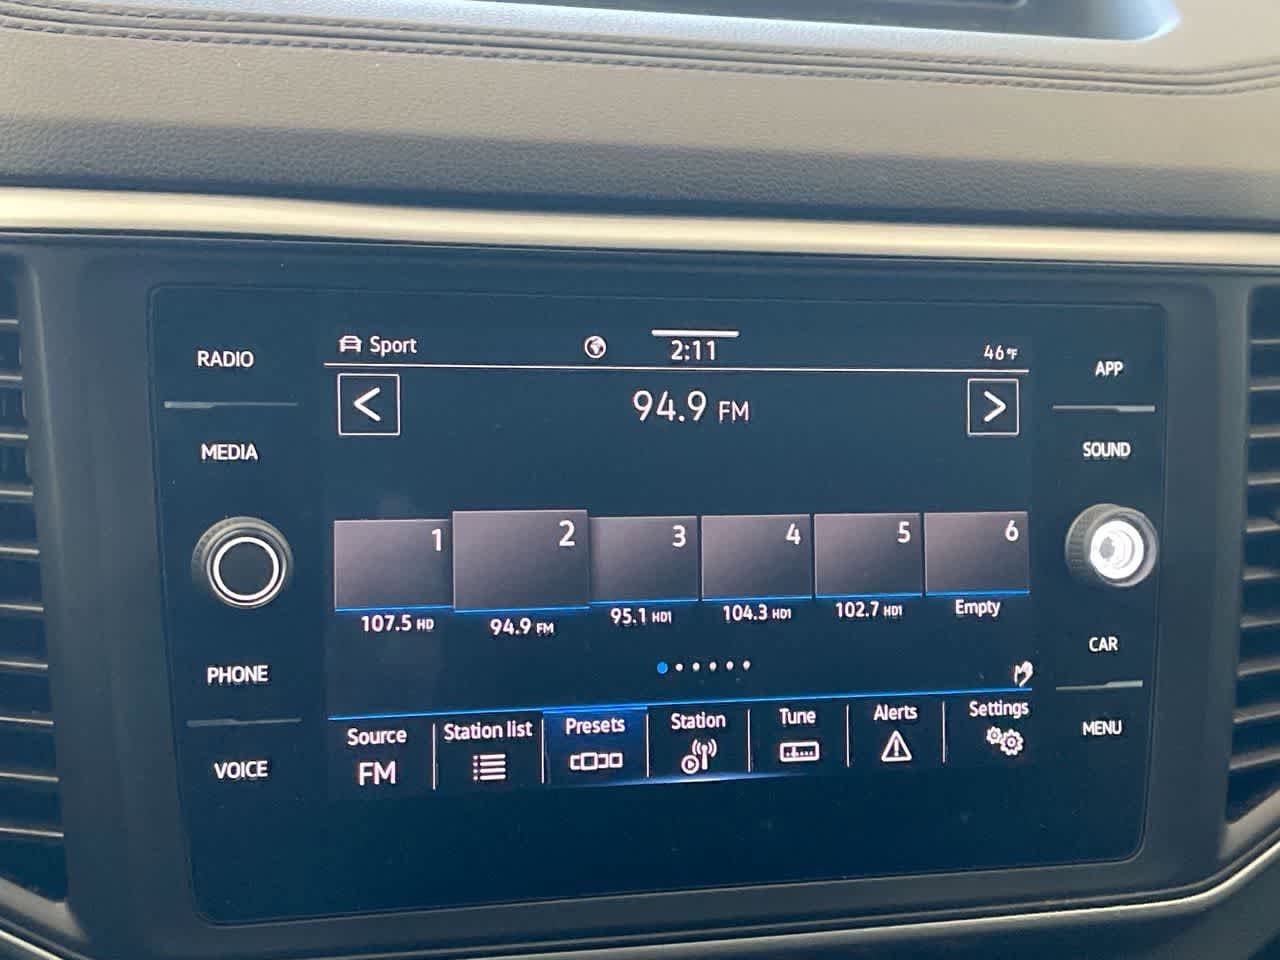 RADIO
MEDIA
PHONE
VOICE
Sport
2:11
46°F
94.9 FM
1
2
3
4
5
6
107.5 HD
94.9 FM
95.1 HD1
104.3 HD1
102.7 HD1
Empty
Source
FM
Station list
Presets
Station
Tune
Alerts
Settings
APP
SOUND
CAR
MENU